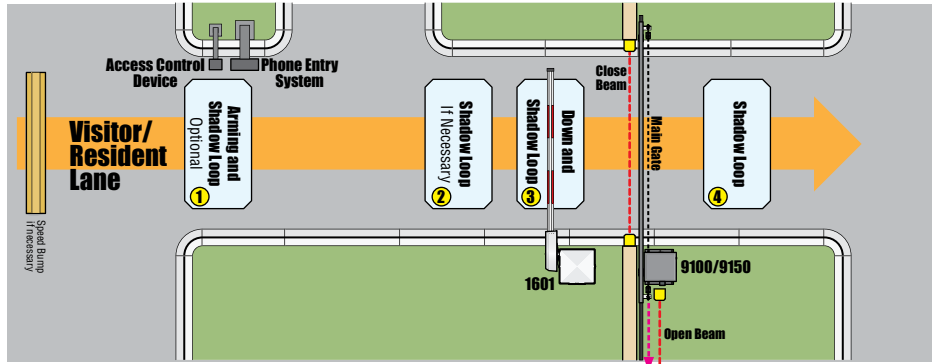 Access Control
Device
Phone Entry
System
Close
Beam
Visitor/
Resident
Lane
Arming and
Shadow Loop
Optional
1
Shadow Loop
If Necessary
2
Down and
Shadow Loop
3
Main Gate
Shadow Loop
4
Speed Bump
if necessary
1601
9100/9150
Open Beam